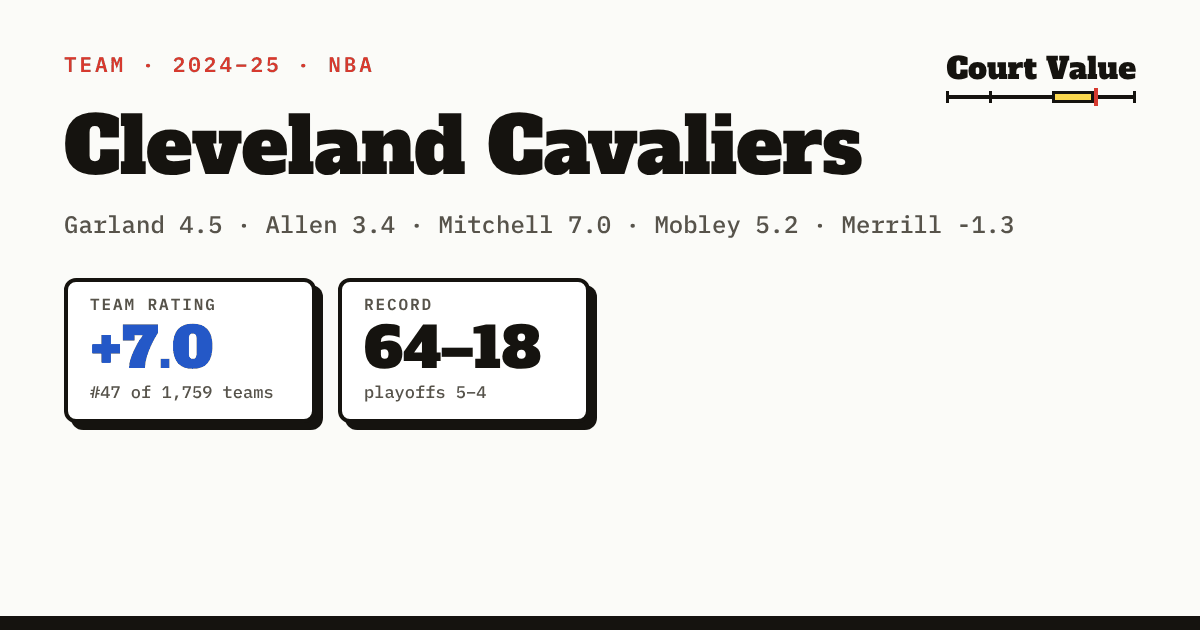 TEAM · 2024–25 · NBA
Court Value
Cleveland Cavaliers
Garland 4.5 · Allen 3.4 · Mitchell 7.0 · Mobley 5.2 · Merrill -1.3
TEAM RATING
+7.0
#47 of 1,759 teams
RECORD
64–18
playoffs 5–4